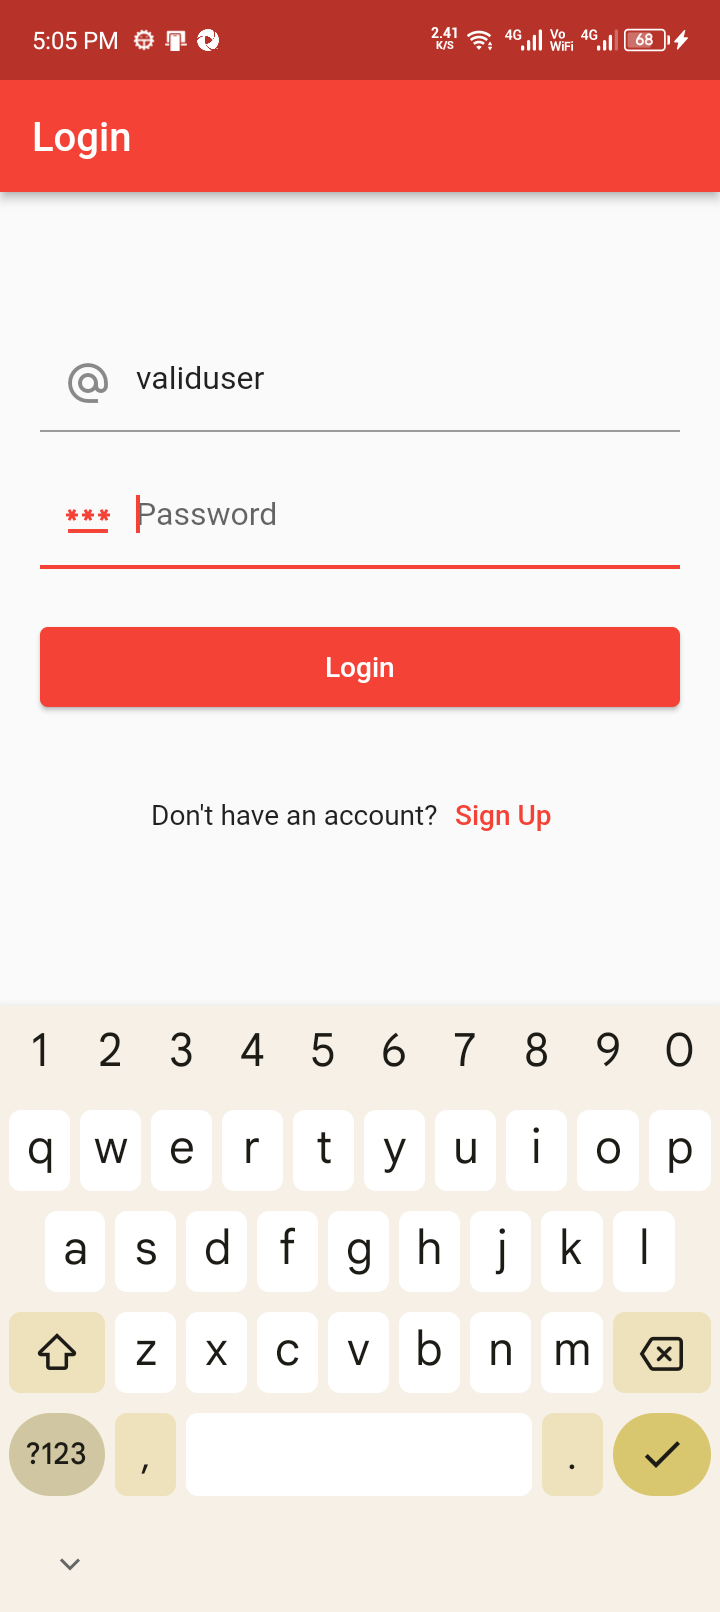 5:05 PM 2.41 K/S 4G Vo WiFi 4G 68
Login
validuser
*** Password
Login
Don't have an account? Sign Up
1 2 3 4 5 6 7 8 9 0
q w e r t y u i o p
a s d f g h j k l
z x c v b n m
?123 , .